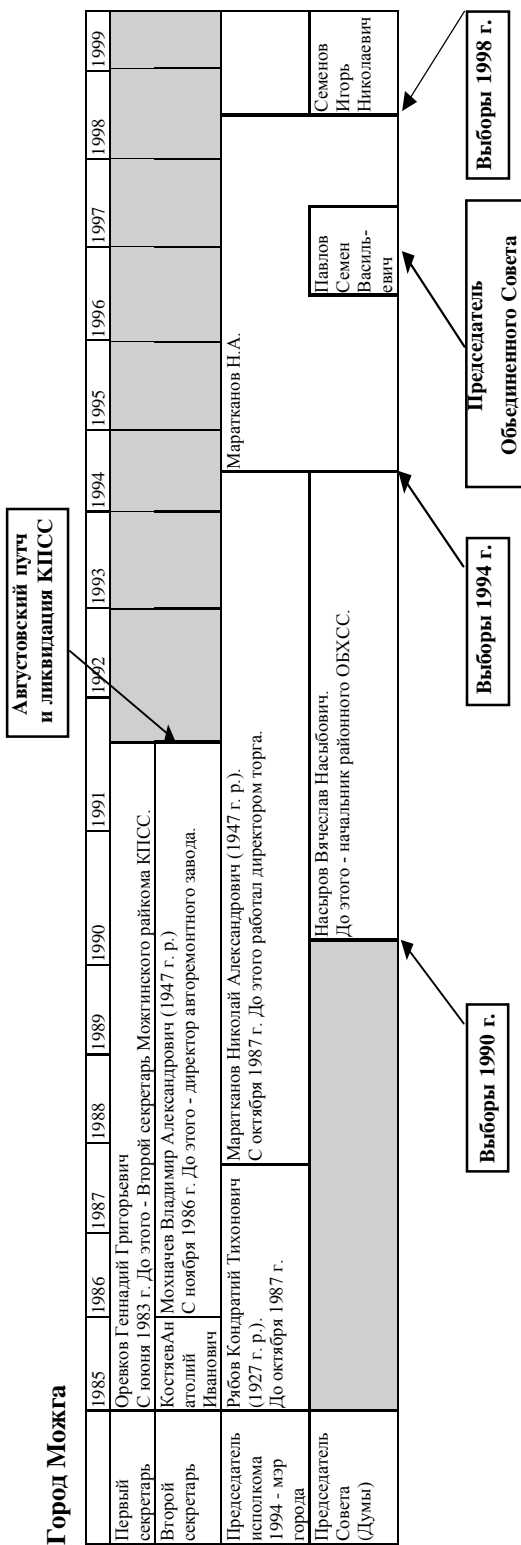 Город Можга
1985 1986 1987 1988 1989 1990 1991 1992 1993 1994 1995 1996 1997 1998 1999
Первый
секретарь
Оревков Геннадий Григорьевич
С июня 1983 г. До этого - Второй секретарь Можгинского райкома КПСС.
Второй
секретарь
КостяевАн
атолий
Иванович
Мохначев Владимир Александрович (1947 г. р.)
С ноября 1986 г. До этого - директор авторемонтного завода.
Председатель
исполкома
1994 - мэр
города
Рябов Кондратий Тихонович
(1927 г. р.).
До октября 1987 г.
Маратканов Николай Александрович (1947 г. р.).
С октября 1987 г. До этого работал директором торга.
Маратканов Н.А.
Председатель
Совета
(Думы)
Насыров Вячеслав Насыбович.
До этого - начальник районного ОБХСС.
Павлов
Семен
Василь-
евич
Семенов
Игорь
Николаевич
Августовский путч
и ликвидация КПСС
Выборы 1990 г.
Выборы 1994 г.
Председатель
Обьединенного Совета
Выборы 1998 г.